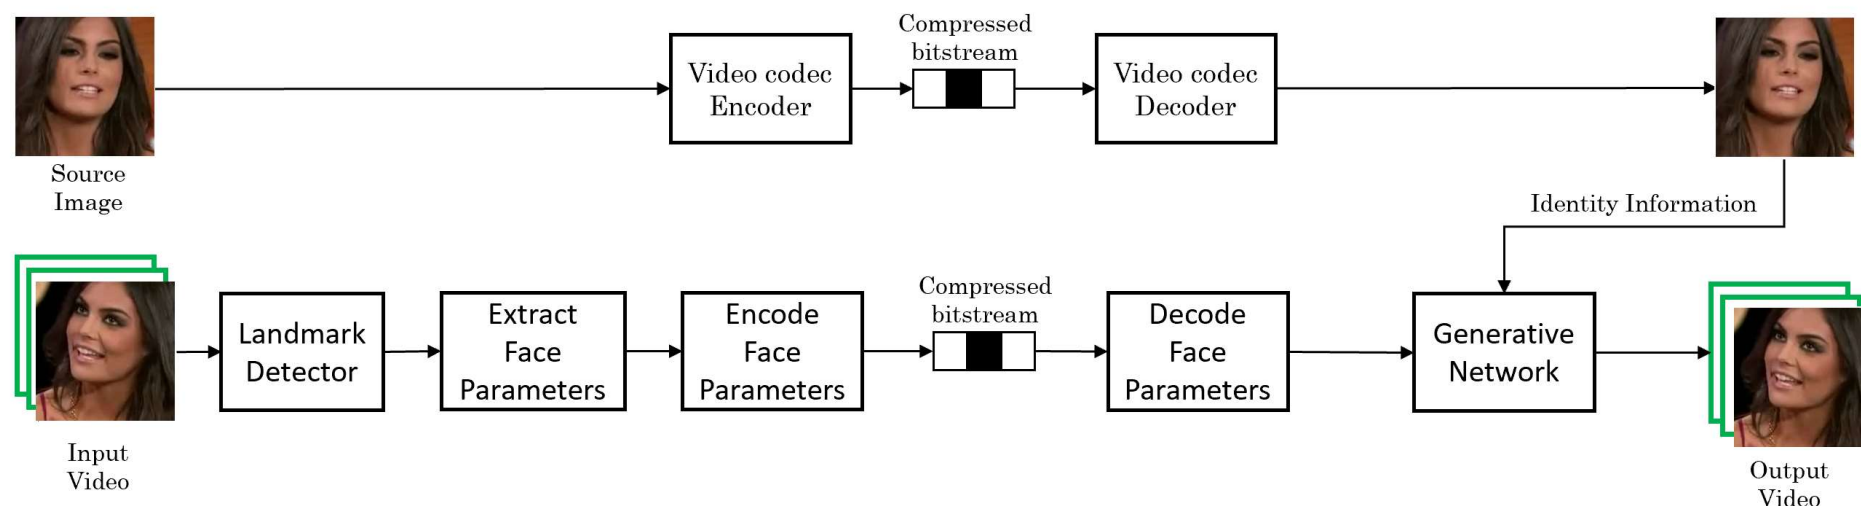 Compressed
bitstream
Video codec
Encoder
Video codec
Decoder
Source
Image
Identity Information
Landmark
Detector
Extract
Face
Parameters
Encode
Face
Parameters
Compressed
bitstream
Decode
Face
Parameters
Generative
Network
Input
Video
Output
Video